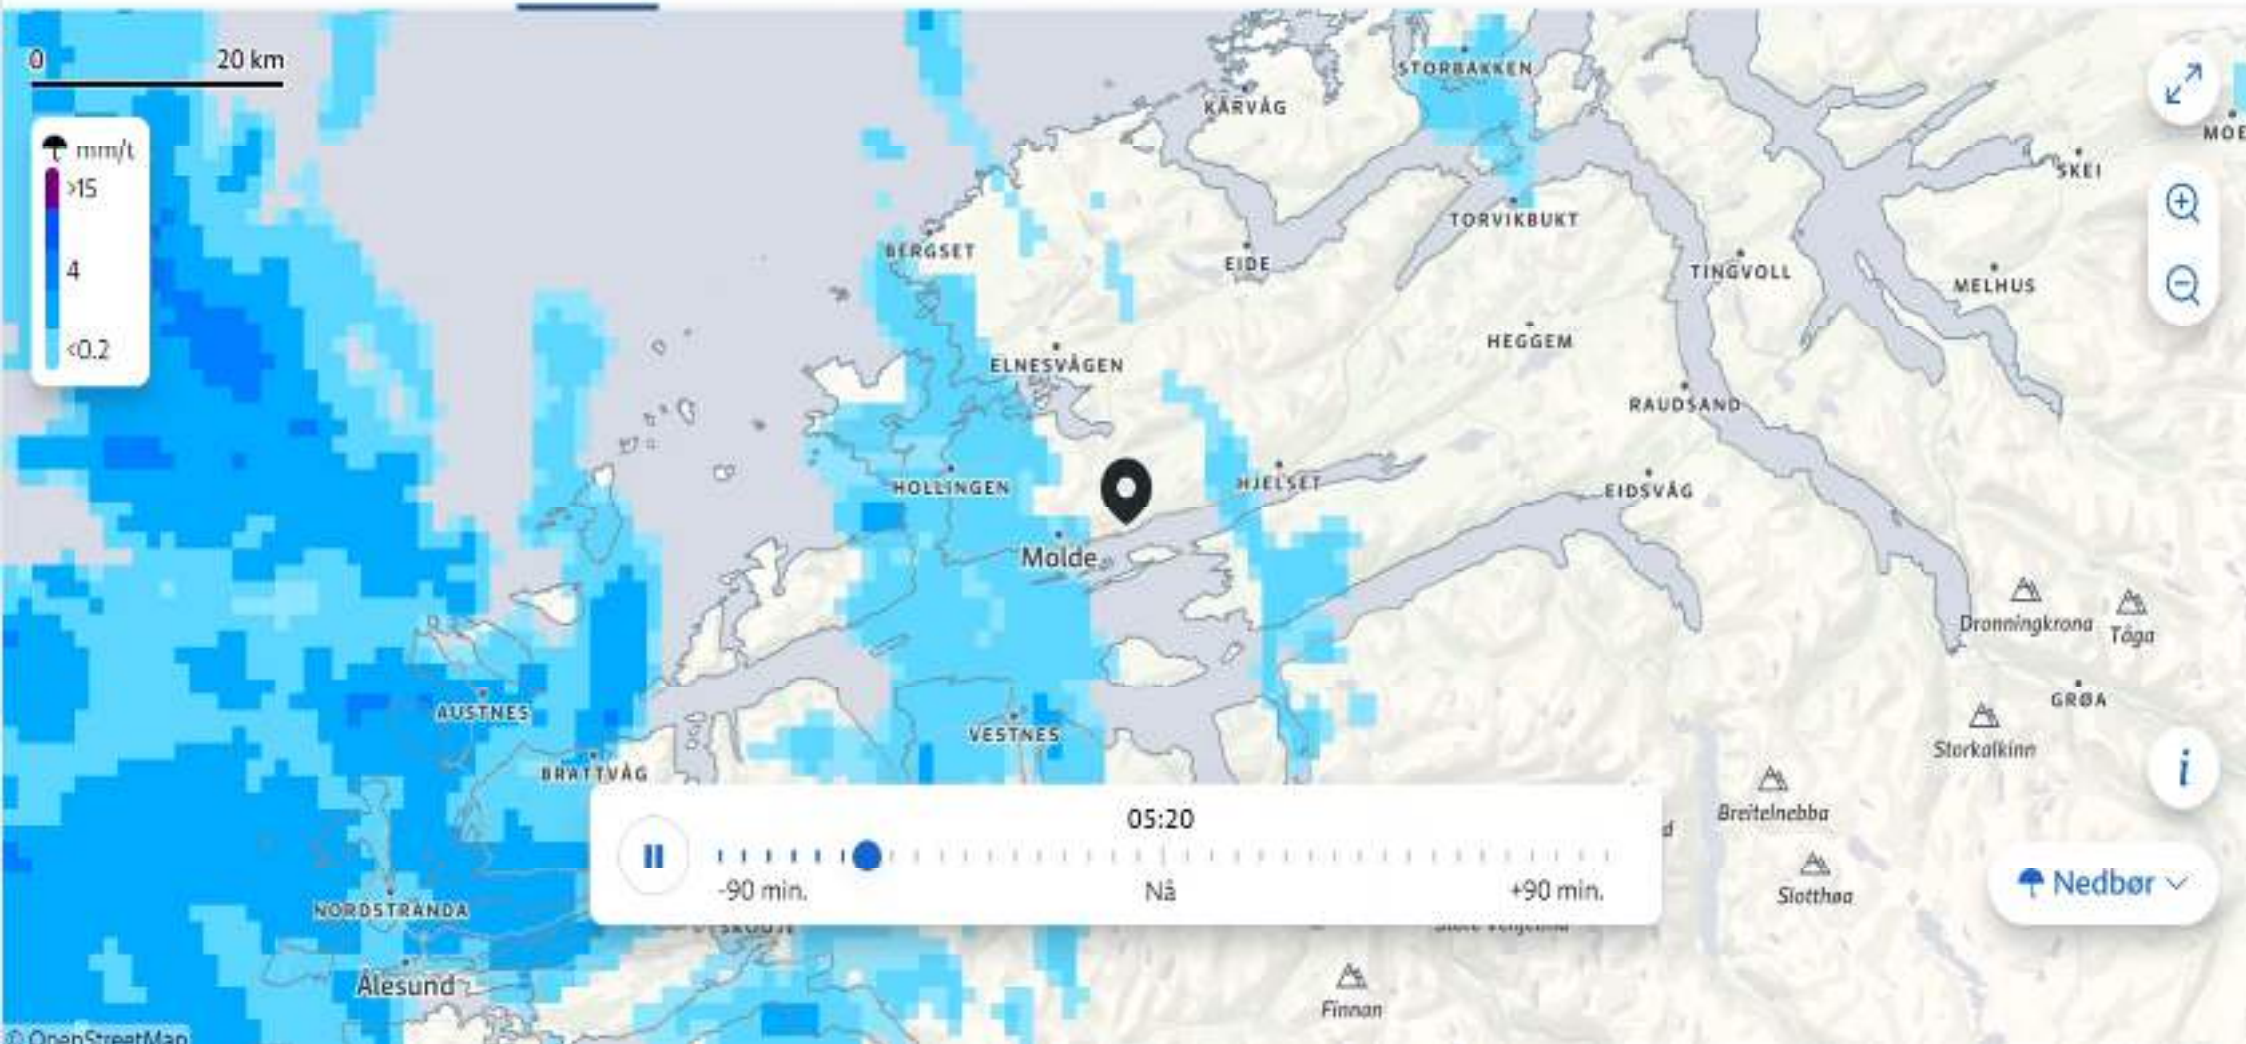 0 20 km
STORBAKKEN
KÅRVÅG
MOE
mm/t
>15
SKEI
TORVIKBUKT
BERGSET
EIDE
4
TINGVOLL
MELHUS
HEGGEM
<0.2
ELNESVÅGEN
RAUDSAND
HOLLINGEN
HJELSET
EIDSVÅG
Molde
Dronningkrona
Tåga
GRØA
AUSTNES
VESTNES
Storkalkinn
BRATTVÅG
Breitelnebba
05:20
d
Nedbør
-90 min. Nå +90 min.
Slotthøa
NORDSTRANDA
Ålesund
Finnan
© OpenStreetMap